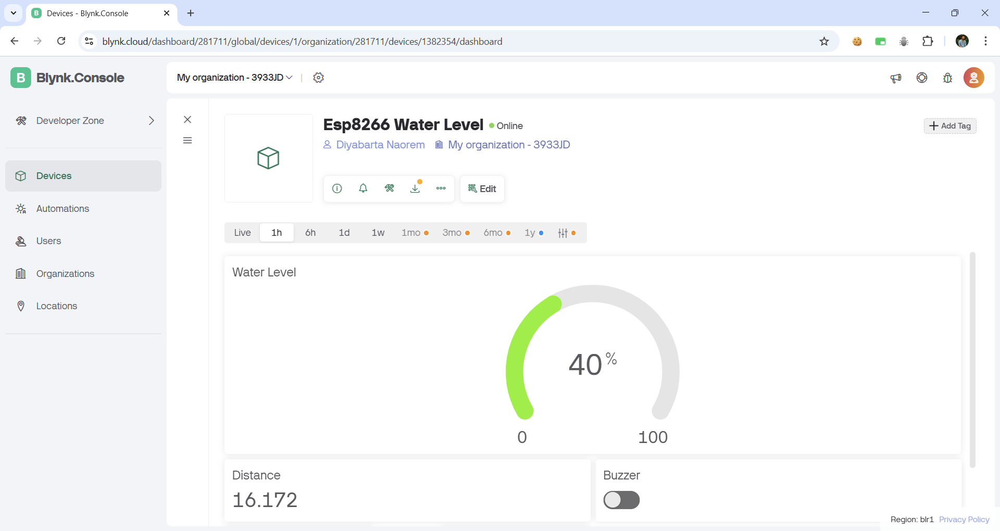 Devices - Blynk.Console
blynk.cloud/dashboard/281711/global/devices/1/organization/281711/devices/1382354/dashboard
B Blynk.Console
My organization - 3933JD
Developer Zone
Devices
Automations
Users
Organizations
Locations
Esp8266 Water Level Online
Add Tag
Diyabarta Naorem My organization - 3933JD
Edit
Live 1h 6h 1d 1w 1mo 3mo 6mo 1y
Water Level
40%
0 100
Distance
16.172
Buzzer
Region: blr1 Privacy Policy